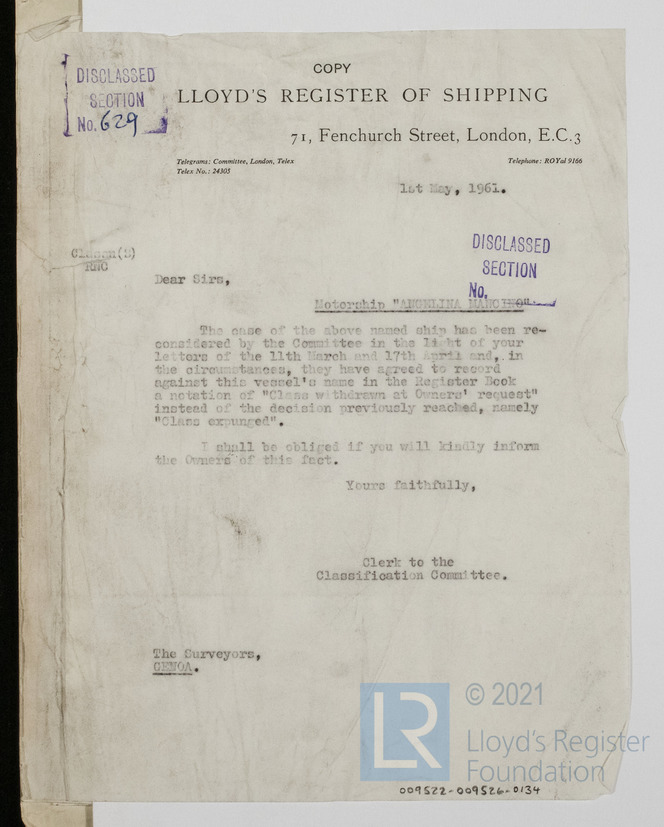 COPY
DISCLASSED
SECTION
No. 629
LLOYD'S REGISTER OF SHIPPING
71, Fenchurch Street, London, E.C.3
Telegrams: Committee, London, Telex
Telex No.: 24305
Telephone: ROYal 9166
1st May, 1961.
DISCLASSED
SECTION
No.
RNC
Dear Sirs,
Motorship "ANGELINA
The case of the above named ship has been re-
considered by the Committee in the light of your
letters of the 11th March and 17th April and, in
the circumstances, they have agreed to record
against this vessel's name in the Register Book
a notation of "Class withdrawn at Owners' request"
instead of the decision previously reached, namely
"Class expunged".
I shall be obliged if you will kindly inform
the Owners of this fact.
Yours faithfully,
Clerk to the
Classification Committee.
The Surveyors,
GENOA.
LR
© 2021
Lloyd's Register
Foundation
009522-009526-0134